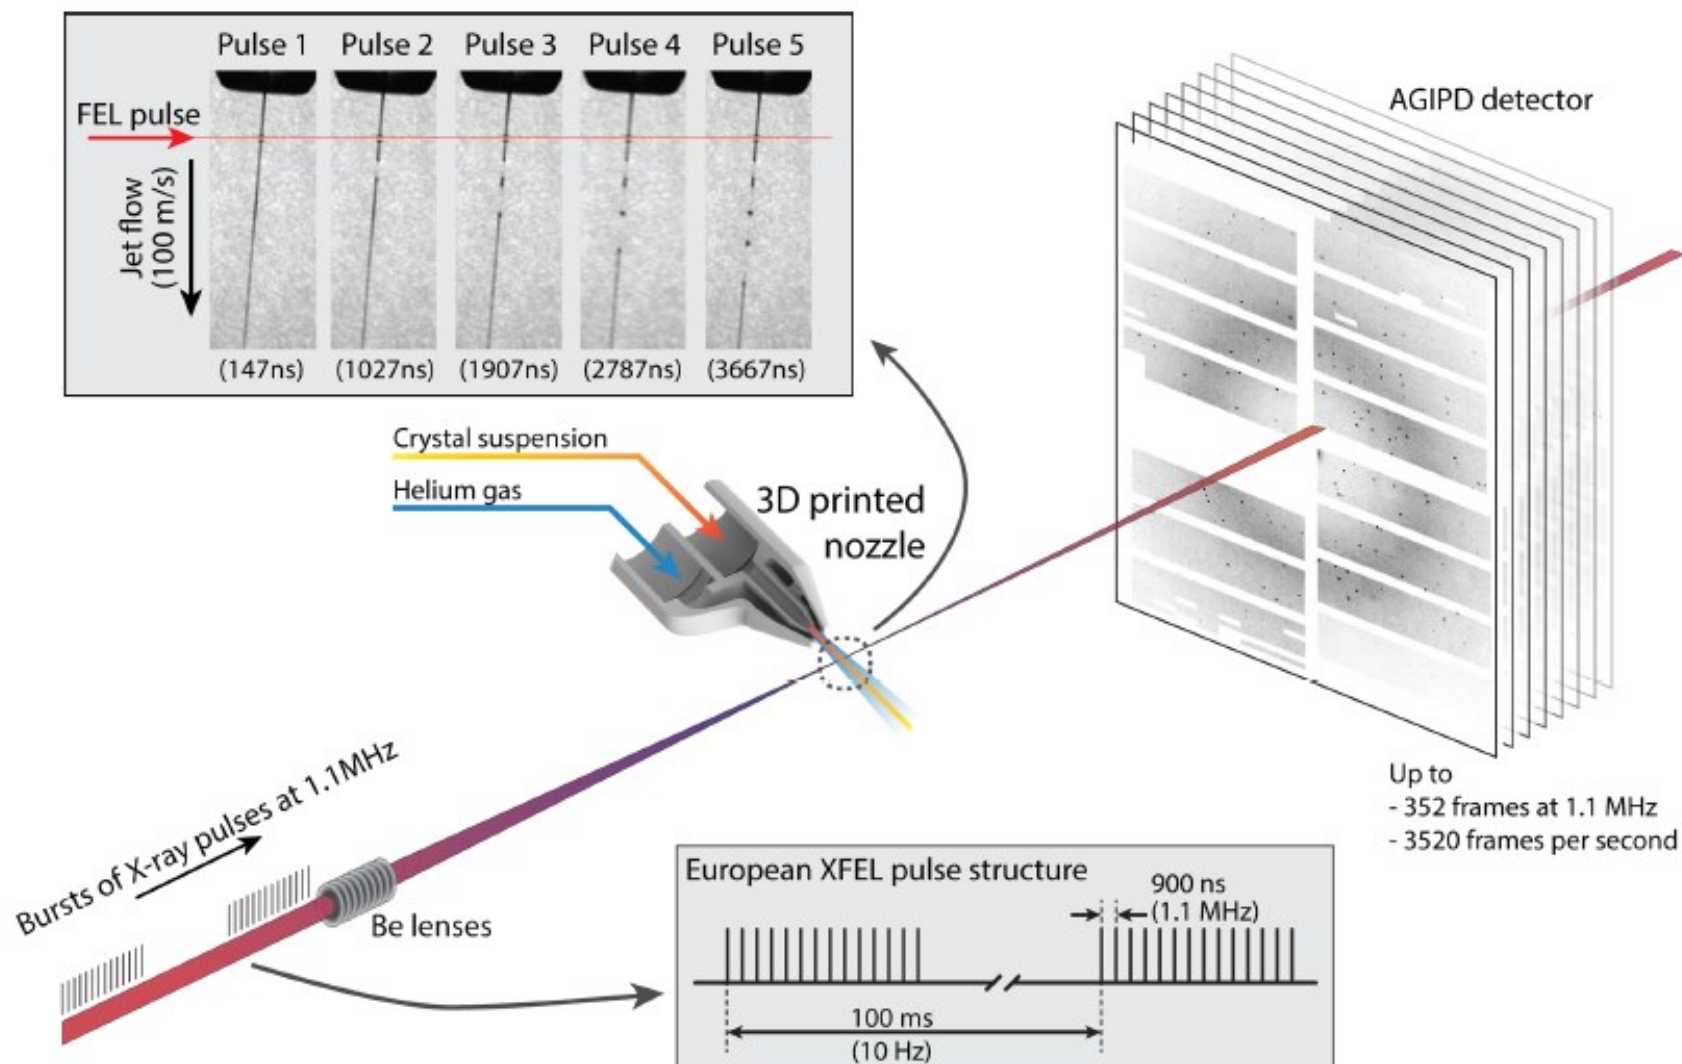 Pulse 1 Pulse 2 Pulse 3 Pulse 4 Pulse 5
FEL pulse
Jet flow
(100 m/s)
(147ns) (1027ns) (1907ns) (2787ns) (3667ns)
AGIPD detector
Crystal suspension
Helium gas
3D printed
nozzle
Up to
- 352 frames at 1.1 MHz
- 3520 frames per second
Bursts of X-ray pulses at 1.1MHz
Be lenses
European XFEL pulse structure
900 ns
(1.1 MHz)
100 ms
(10 Hz)